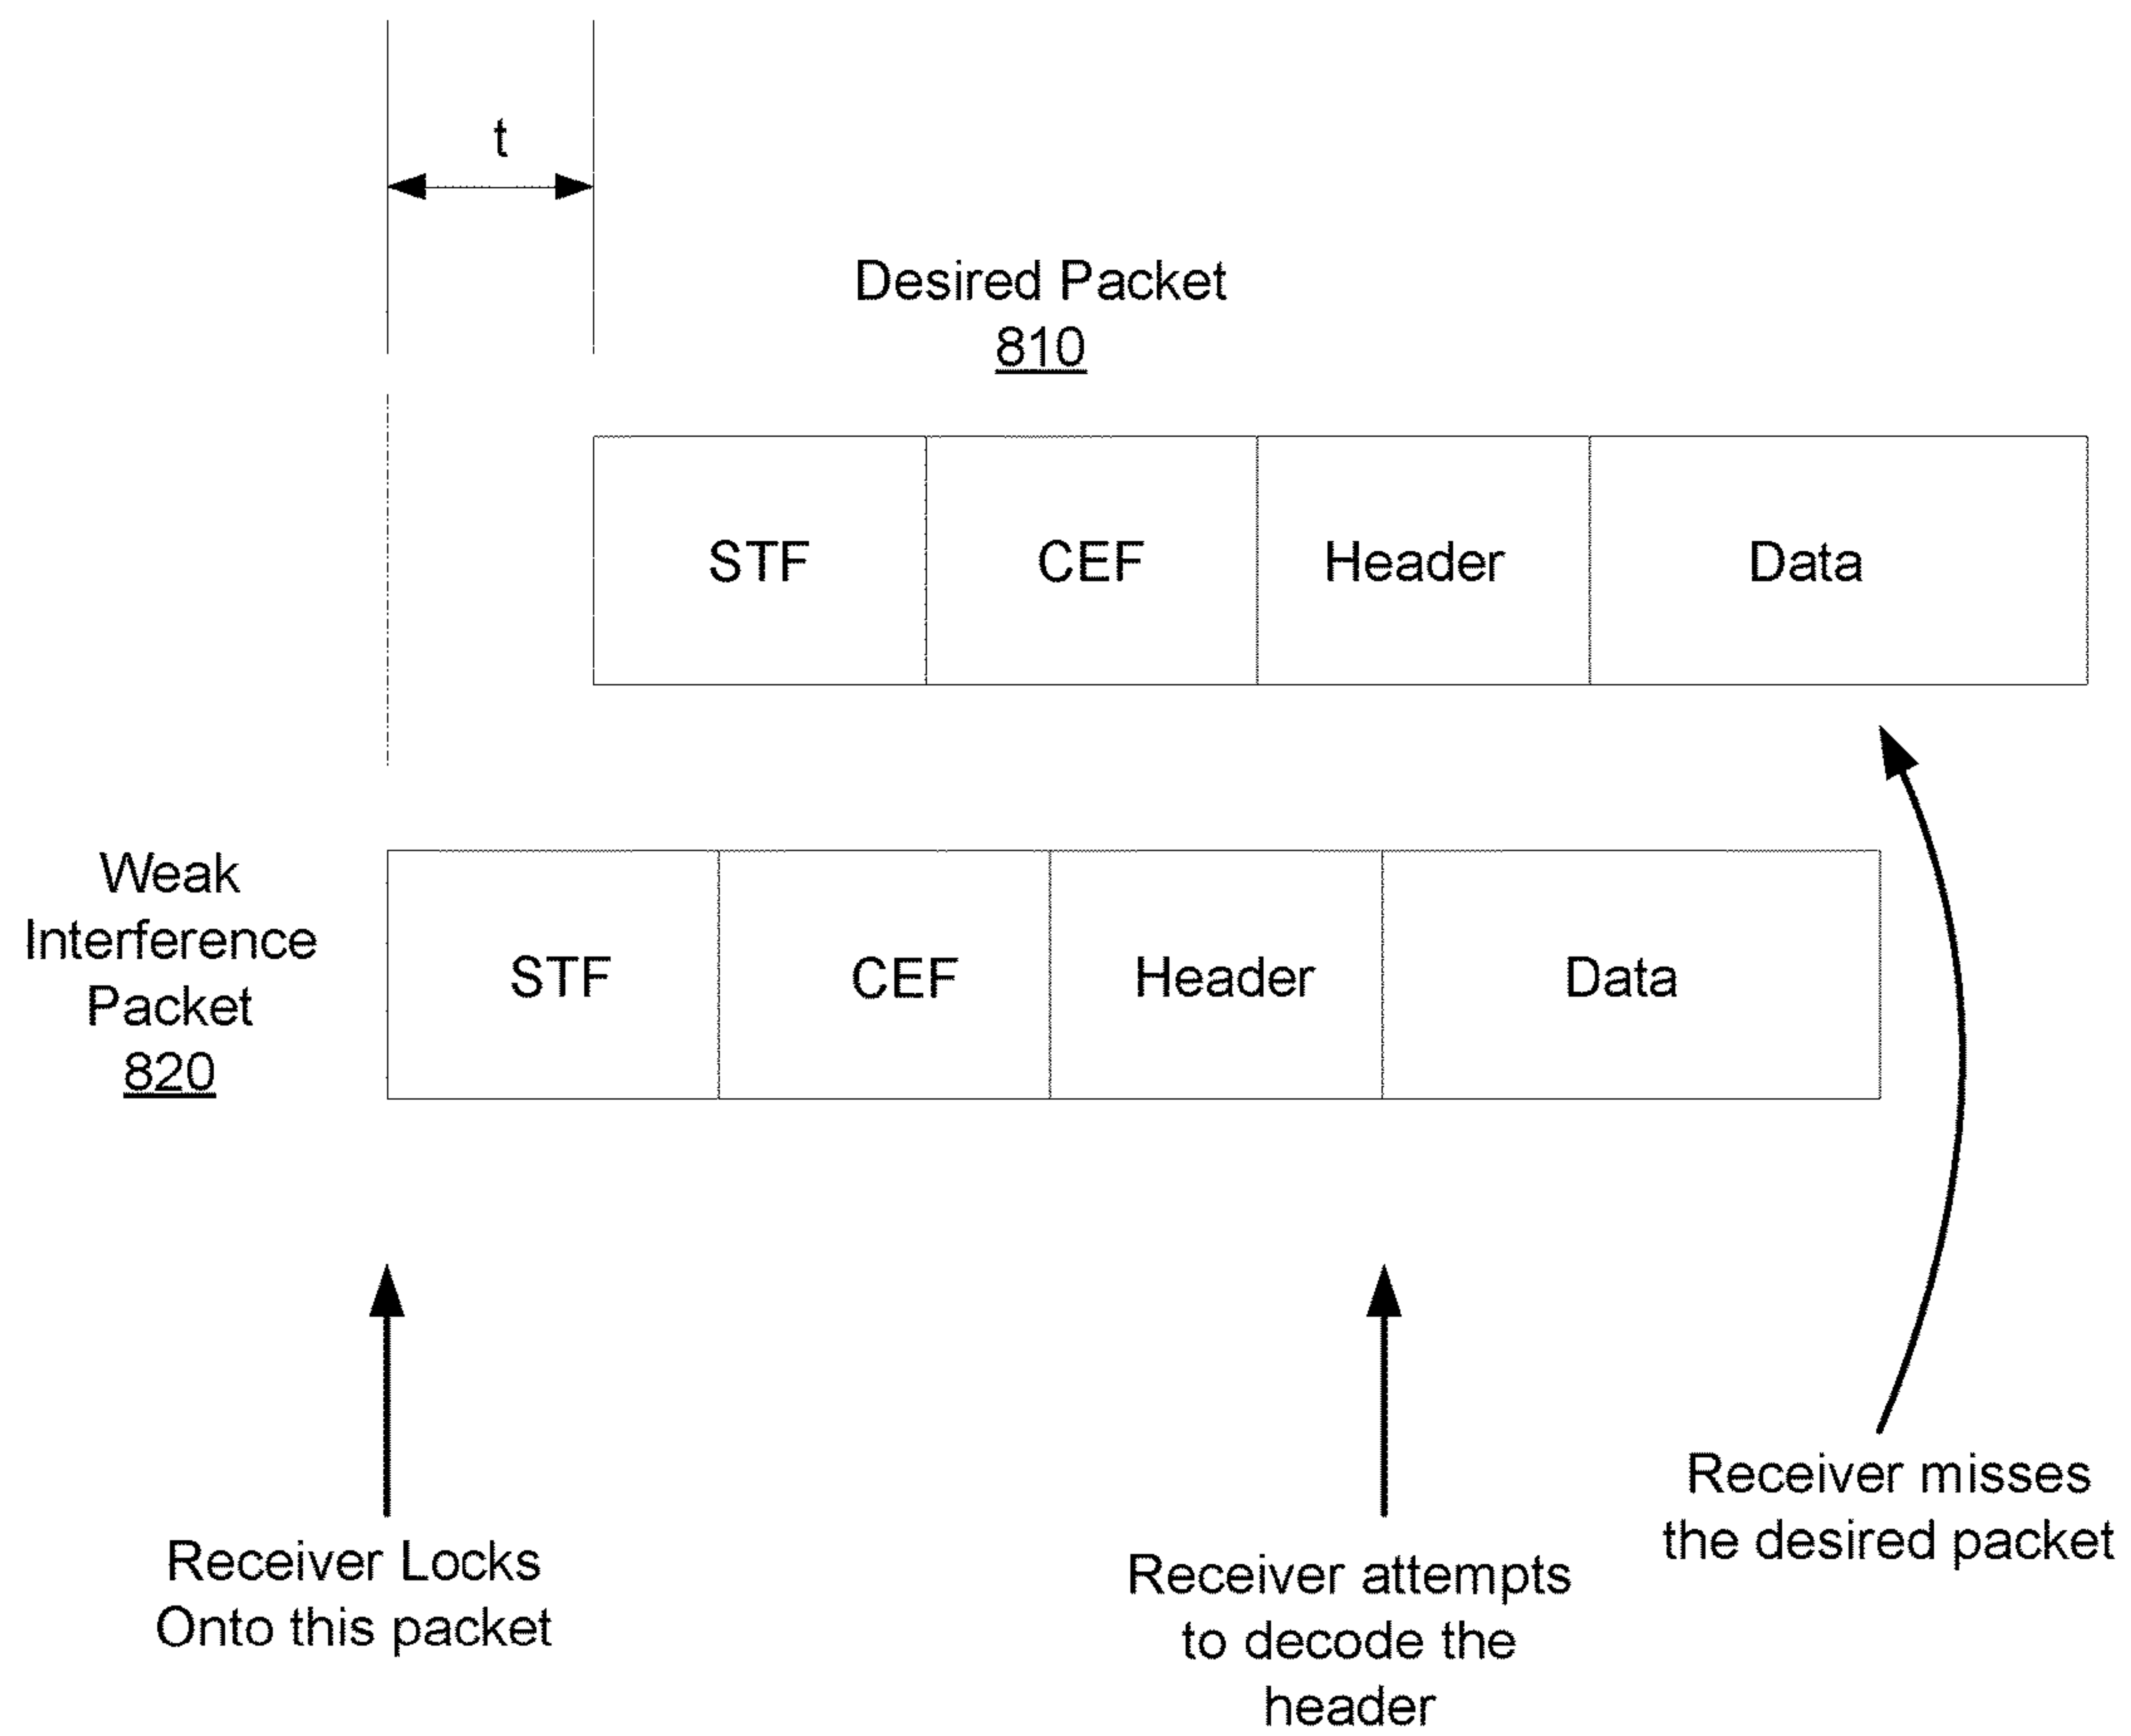 t
Desired Packet
810
STF
CEF
Header
Data
Weak
Interference
Packet
820
STF
CEF
Header
Data
Receiver Locks
Onto this packet
Receiver attempts
to decode the
header
Receiver misses
the desired packet